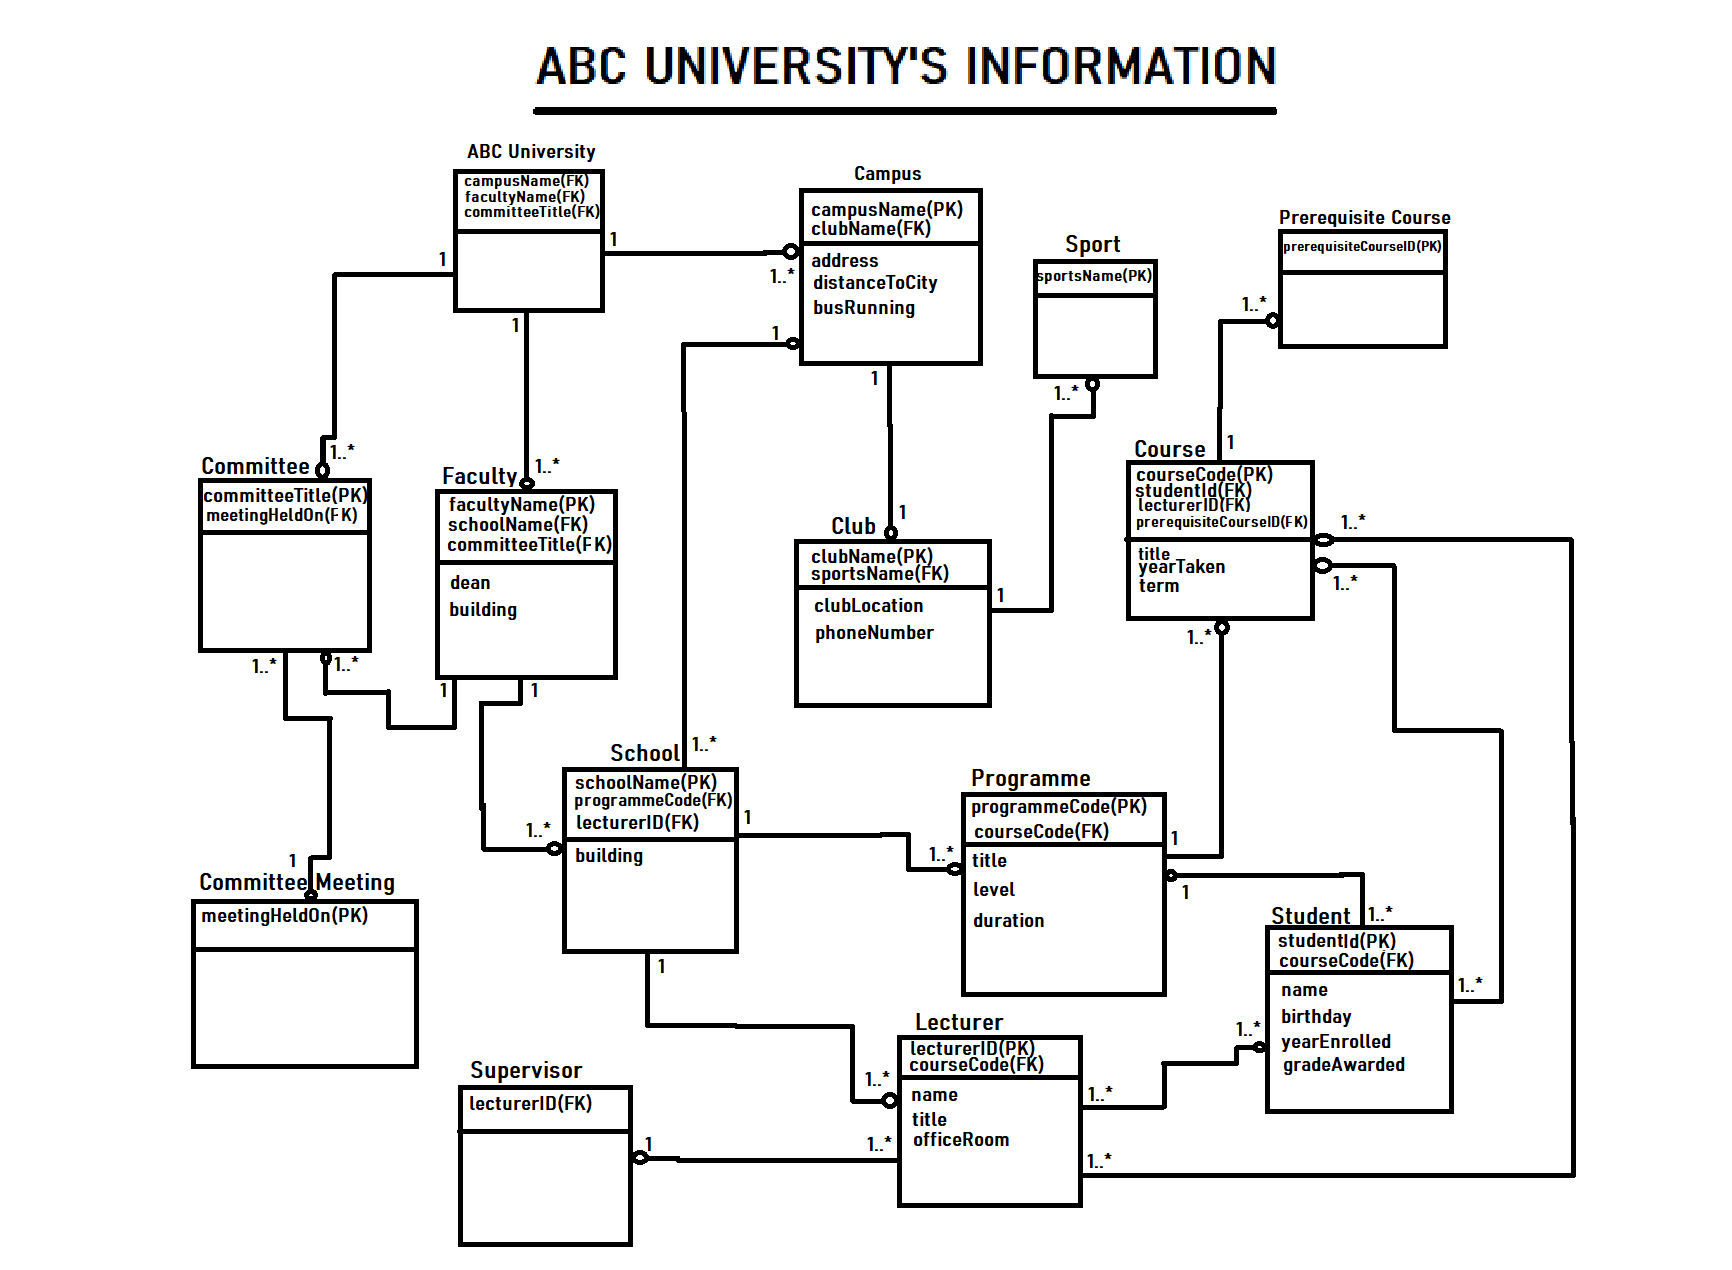 ABC UNIVERSITY'S INFORMATION
ABC University
campusName(FK)
facultyName(FK)
committeeTitle(FK)
1
1
1
Campus
campusName(PK)
clubName(FK)
address
distanceToCity
busRunning
1..*
1
1
Sport
sportsName(PK)
1..*
Prerequisite Course
prerequisiteCourseID(PK)
1..*
Committee
committeeTitle(PK)
meetingHeldOn(FK)
1..*
1..*
1..*
Faculty
facultyName(PK)
schoolName(FK)
committeeTitle(FK)
dean
building
1..*
1
1
Club
clubName(PK)
sportsName(FK)
clubLocation
phoneNumber
1
1
Course
courseCode(PK)
studentId(FK)
lecturerID(FK)
prerequisiteCourseID(FK)
title
yearTaken
term
1
1..*
1..*
1..*
School
schoolName(PK)
programmeCode(FK)
lecturerID(FK)
building
1..*
1..*
1
1
Programme
programmeCode(PK)
courseCode(FK)
title
level
duration
1..*
1
1
Committee Meeting
meetingHeldOn(PK)
1
Student
studentId(PK)
courseCode(FK)
name
birthday
yearEnrolled
gradeAwarded
1..*
1..*
1..*
Lecturer
lecturerID(PK)
courseCode(FK)
name
title
officeRoom
1..*
1..*
1..*
1..*
Supervisor
lecturerID(FK)
1